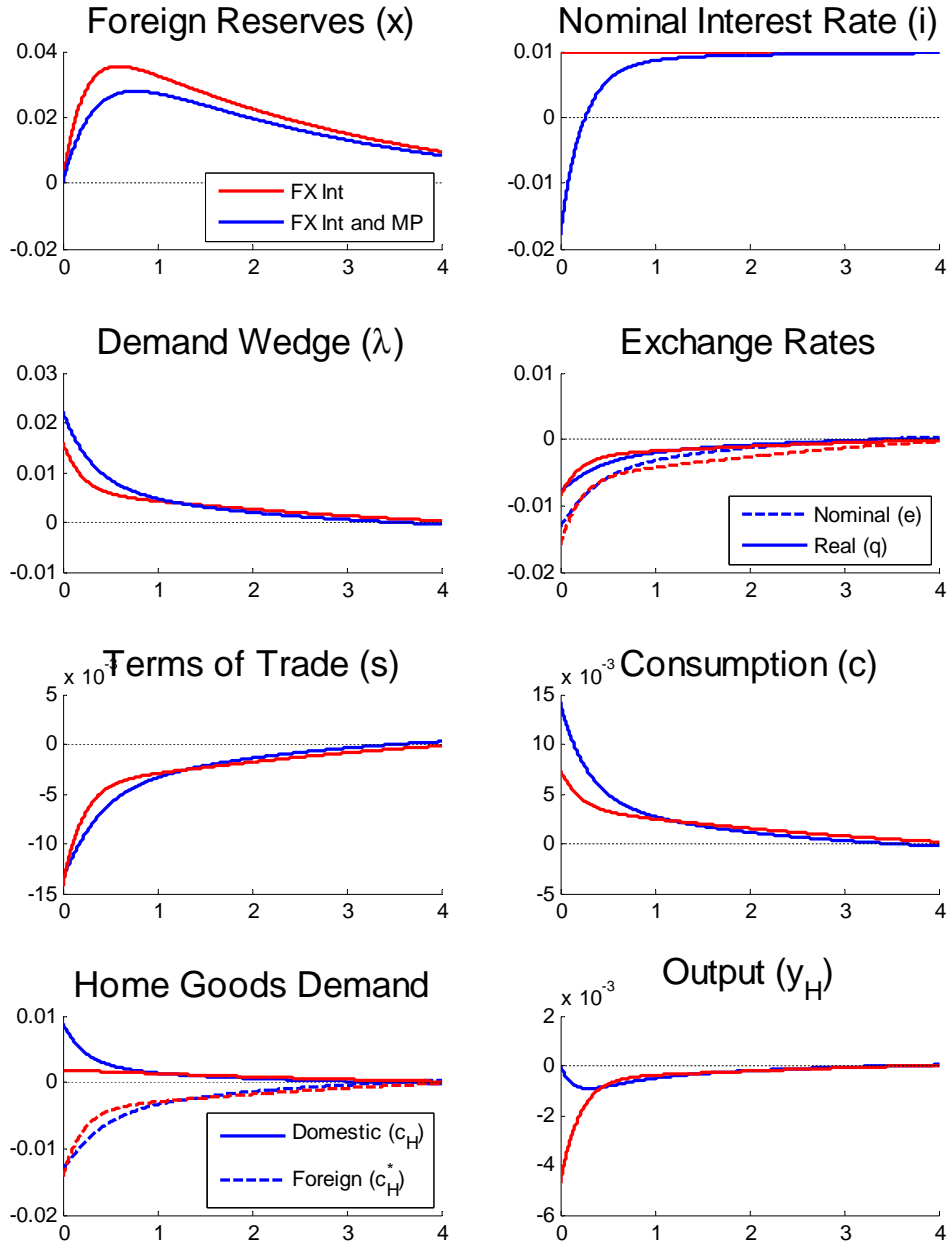 Foreign Reserves (x)
0.04
0.02
0
-0.02
0 1 2 3 4
FX Int
FX Int and MP
Nominal Interest Rate (i)
0.01
0
-0.01
-0.02
0 1 2 3 4
Demand Wedge (λ)
0.03
0.02
0.01
0
-0.01
0 1 2 3 4
Exchange Rates
0.01
0
-0.01
-0.02
0 1 2 3 4
Nominal (e)
Real (q)
Terms of Trade (s)
x 10^-3
5
0
-5
-10
-15
0 1 2 3 4
Consumption (c)
x 10^-3
15
10
5
0
-5
0 1 2 3 4
Home Goods Demand
0.01
0
-0.01
-0.02
0 1 2 3 4
Domestic (c_H)
Foreign (c_H^*)
Output (y_H)
x 10^-3
2
0
-2
-4
-6
0 1 2 3 4